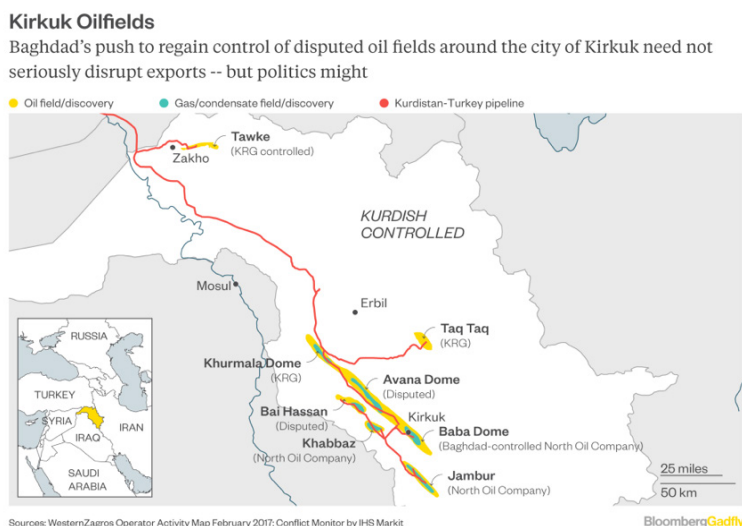 Kirkuk Oilfields
Baghdad's push to regain control of disputed oil fields around the city of Kirkuk need not
seriously disrupt exports -- but politics might
Oil field/discovery
Gas/condensate field/discovery
Kurdistan-Turkey pipeline
Tawke
(KRG controlled)
Zakho
KURDISH
CONTROLLED
Mosul
Erbil
Taq Taq
(KRG)
Khurmala Dome
(KRG)
Avana Dome
(Disputed)
Bai Hassan
(Disputed)
Kirkuk
Baba Dome
(Baghdad-controlled North Oil Company)
Khabbaz
(North Oil Company)
Jambur
(North Oil Company)
RUSSIA
TURKEY
SYRIA
IRAN
IRAQ
SAUDI
ARABIA
25 miles
50 km
Sources: WesternZagros Operator Activity Map February 2017; Conflict Monitor by IHS Markit
BloombergGadfly